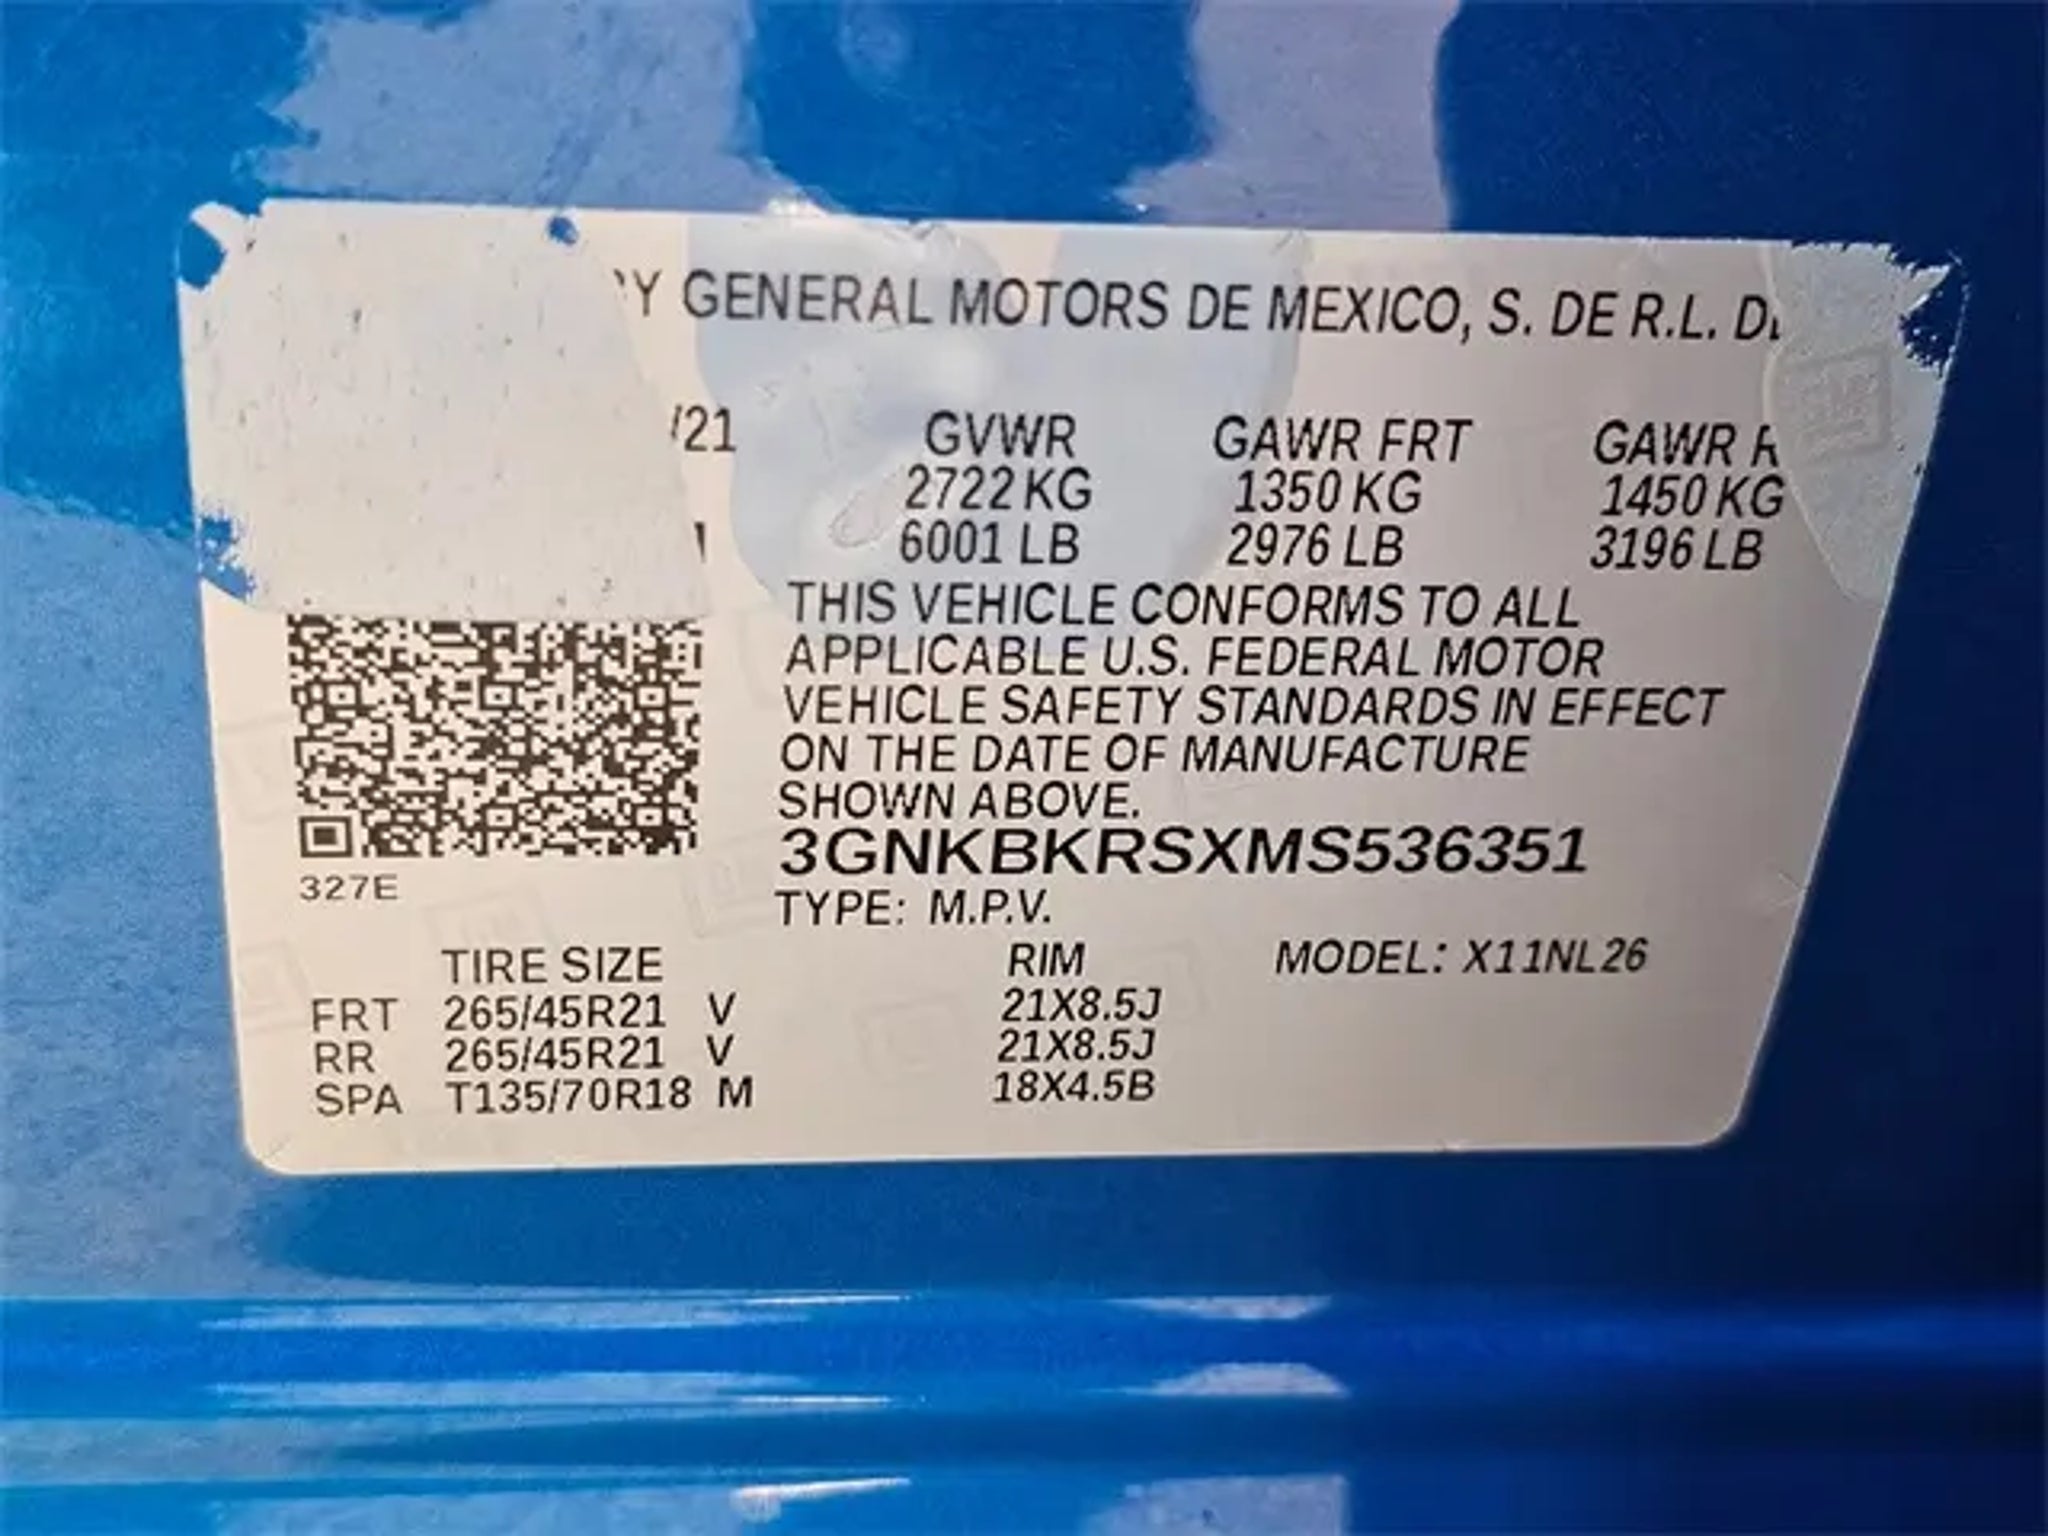 GENERAL MOTORS DE MEXICO, S. DE R.L.
/21
GVWR GAWR FRT GAWR
2722 KG 1350 KG 1450 KG
6001 LB 2976 LB 3196 LB
THIS VEHICLE CONFORMS TO ALL
APPLICABLE U.S. FEDERAL MOTOR
VEHICLE SAFETY STANDARDS IN EFFECT
ON THE DATE OF MANUFACTURE
SHOWN ABOVE.
3GNKBKRSXMS536351
327E
TYPE: M.P.V.
TIRE SIZE RIM MODEL: X11NL26
FRT 265/45R21 V 21X8.5J
RR 265/45R21 V 21X8.5J
SPA T135/70R18 M 18X4.5B